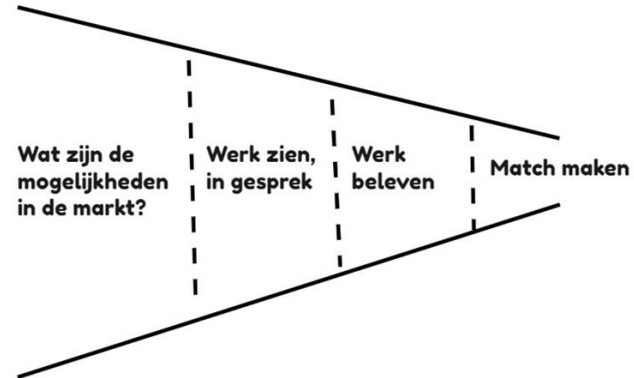 Wat zijn de
mogelijkheden
in de markt?
Werk zien,
in gesprek
Werk
beleven
Match maken